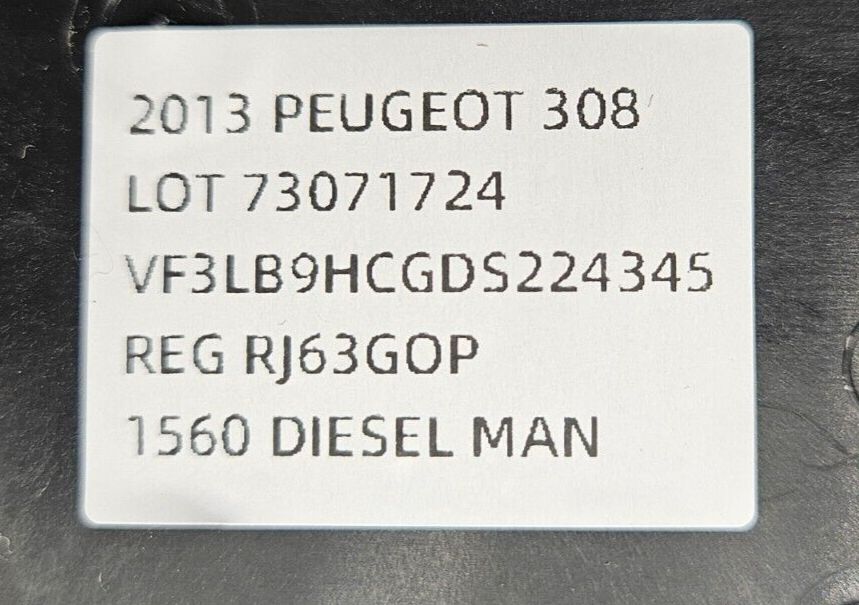 2013 PEUGEOT 308
LOT 73071724
VF3LB9HCGDS224345
REG RJ63GOP
1560 DIESEL MAN